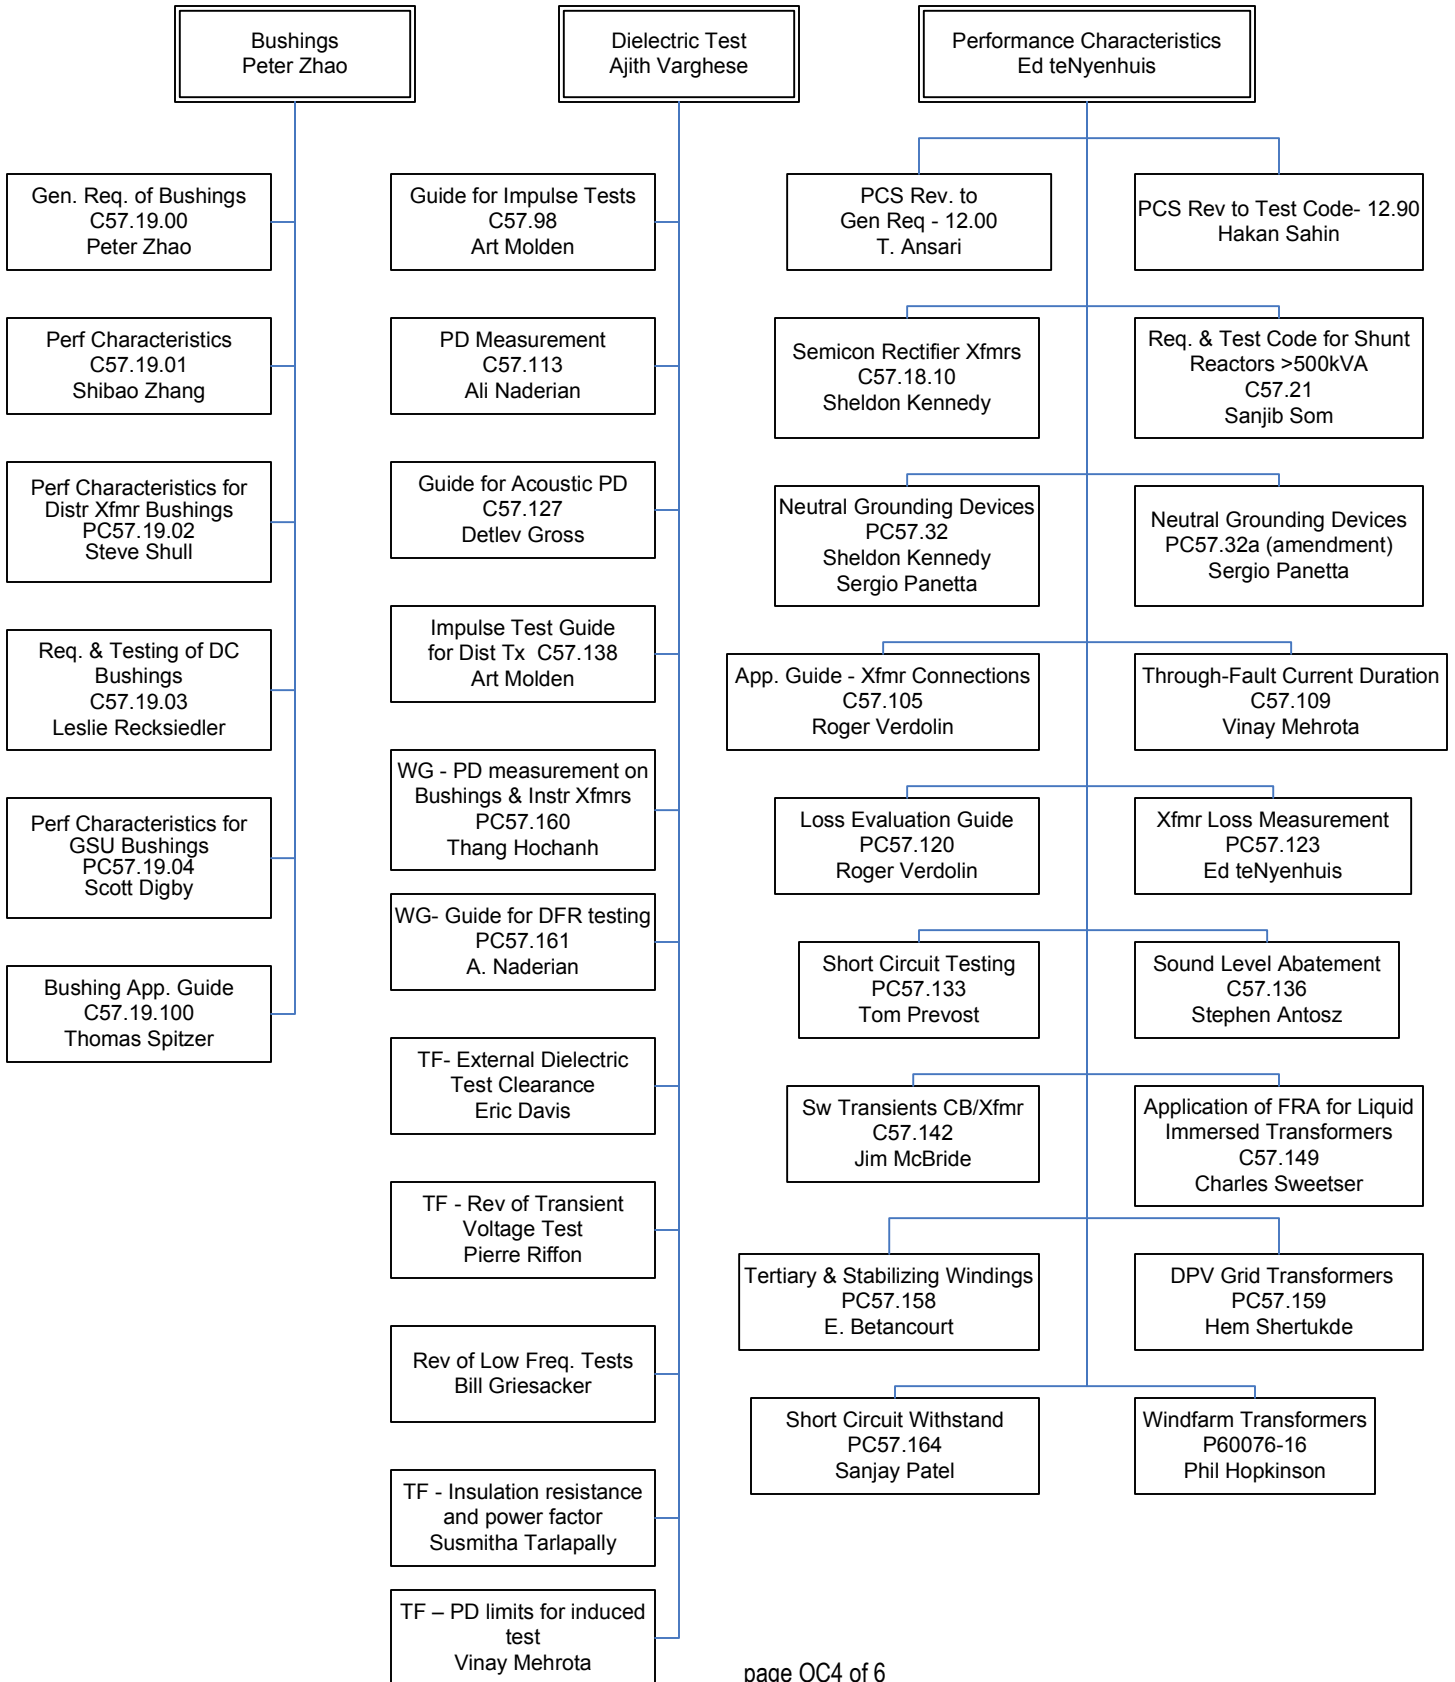 Bushings
Peter Zhao
Gen. Req. of Bushings
C57.19.00
Peter Zhao
Perf Characteristics
C57.19.01
Shibao Zhang
Perf Characteristics for
Distr Xfmr Bushings
PC57.19.02
Steve Shull
Req. & Testing of DC
Bushings
C57.19.03
Leslie Recksiedler
Perf Characteristics for
GSU Bushings
PC57.19.04
Scott Digby
Bushing App. Guide
C57.19.100
Thomas Spitzer
Dielectric Test
Ajith Varghese
Guide for Impulse Tests
C57.98
Art Molden
PD Measurement
C57.113
Ali Naderian
Guide for Acoustic PD
C57.127
Detlev Gross
Impulse Test Guide
for Dist Tx  C57.138
Art Molden
WG - PD measurement on
Bushings & Instr Xfmrs
PC57.160
Thang Hochanh
WG- Guide for DFR testing
PC57.161
A. Naderian
TF- External Dielectric
Test Clearance
Eric Davis
TF - Rev of Transient
Voltage Test
Pierre Riffon
Rev of Low Freq. Tests
Bill Griesacker
TF - Insulation resistance
and power factor
Susmitha Tarlapally
TF – PD limits for induced
test
Vinay Mehrota
Performance Characteristics
Ed teNyenhuis
PCS Rev. to
Gen Req - 12.00
T. Ansari
PCS Rev to Test Code- 12.90
Hakan Sahin
Semicon Rectifier Xfmrs
C57.18.10
Sheldon Kennedy
Req. & Test Code for Shunt
Reactors >500kVA
C57.21
Sanjib Som
Neutral Grounding Devices
PC57.32
Sheldon Kennedy
Sergio Panetta
Neutral Grounding Devices
PC57.32a (amendment)
Sergio Panetta
App. Guide - Xfmr Connections
C57.105
Roger Verdolin
Through-Fault Current Duration
C57.109
Vinay Mehrota
Loss Evaluation Guide
PC57.120
Roger Verdolin
Xfmr Loss Measurement
PC57.123
Ed teNyenhuis
Short Circuit Testing
PC57.133
Tom Prevost
Sound Level Abatement
C57.136
Stephen Antosz
Sw Transients CB/Xfmr
C57.142
Jim McBride
Application of FRA for Liquid
Immersed Transformers
C57.149
Charles Sweetser
Tertiary & Stabilizing Windings
PC57.158
E. Betancourt
DPV Grid Transformers
PC57.159
Hem Shertukde
Short Circuit Withstand
PC57.164
Sanjay Patel
Windfarm Transformers
P60076-16
Phil Hopkinson
page OC4 of 6